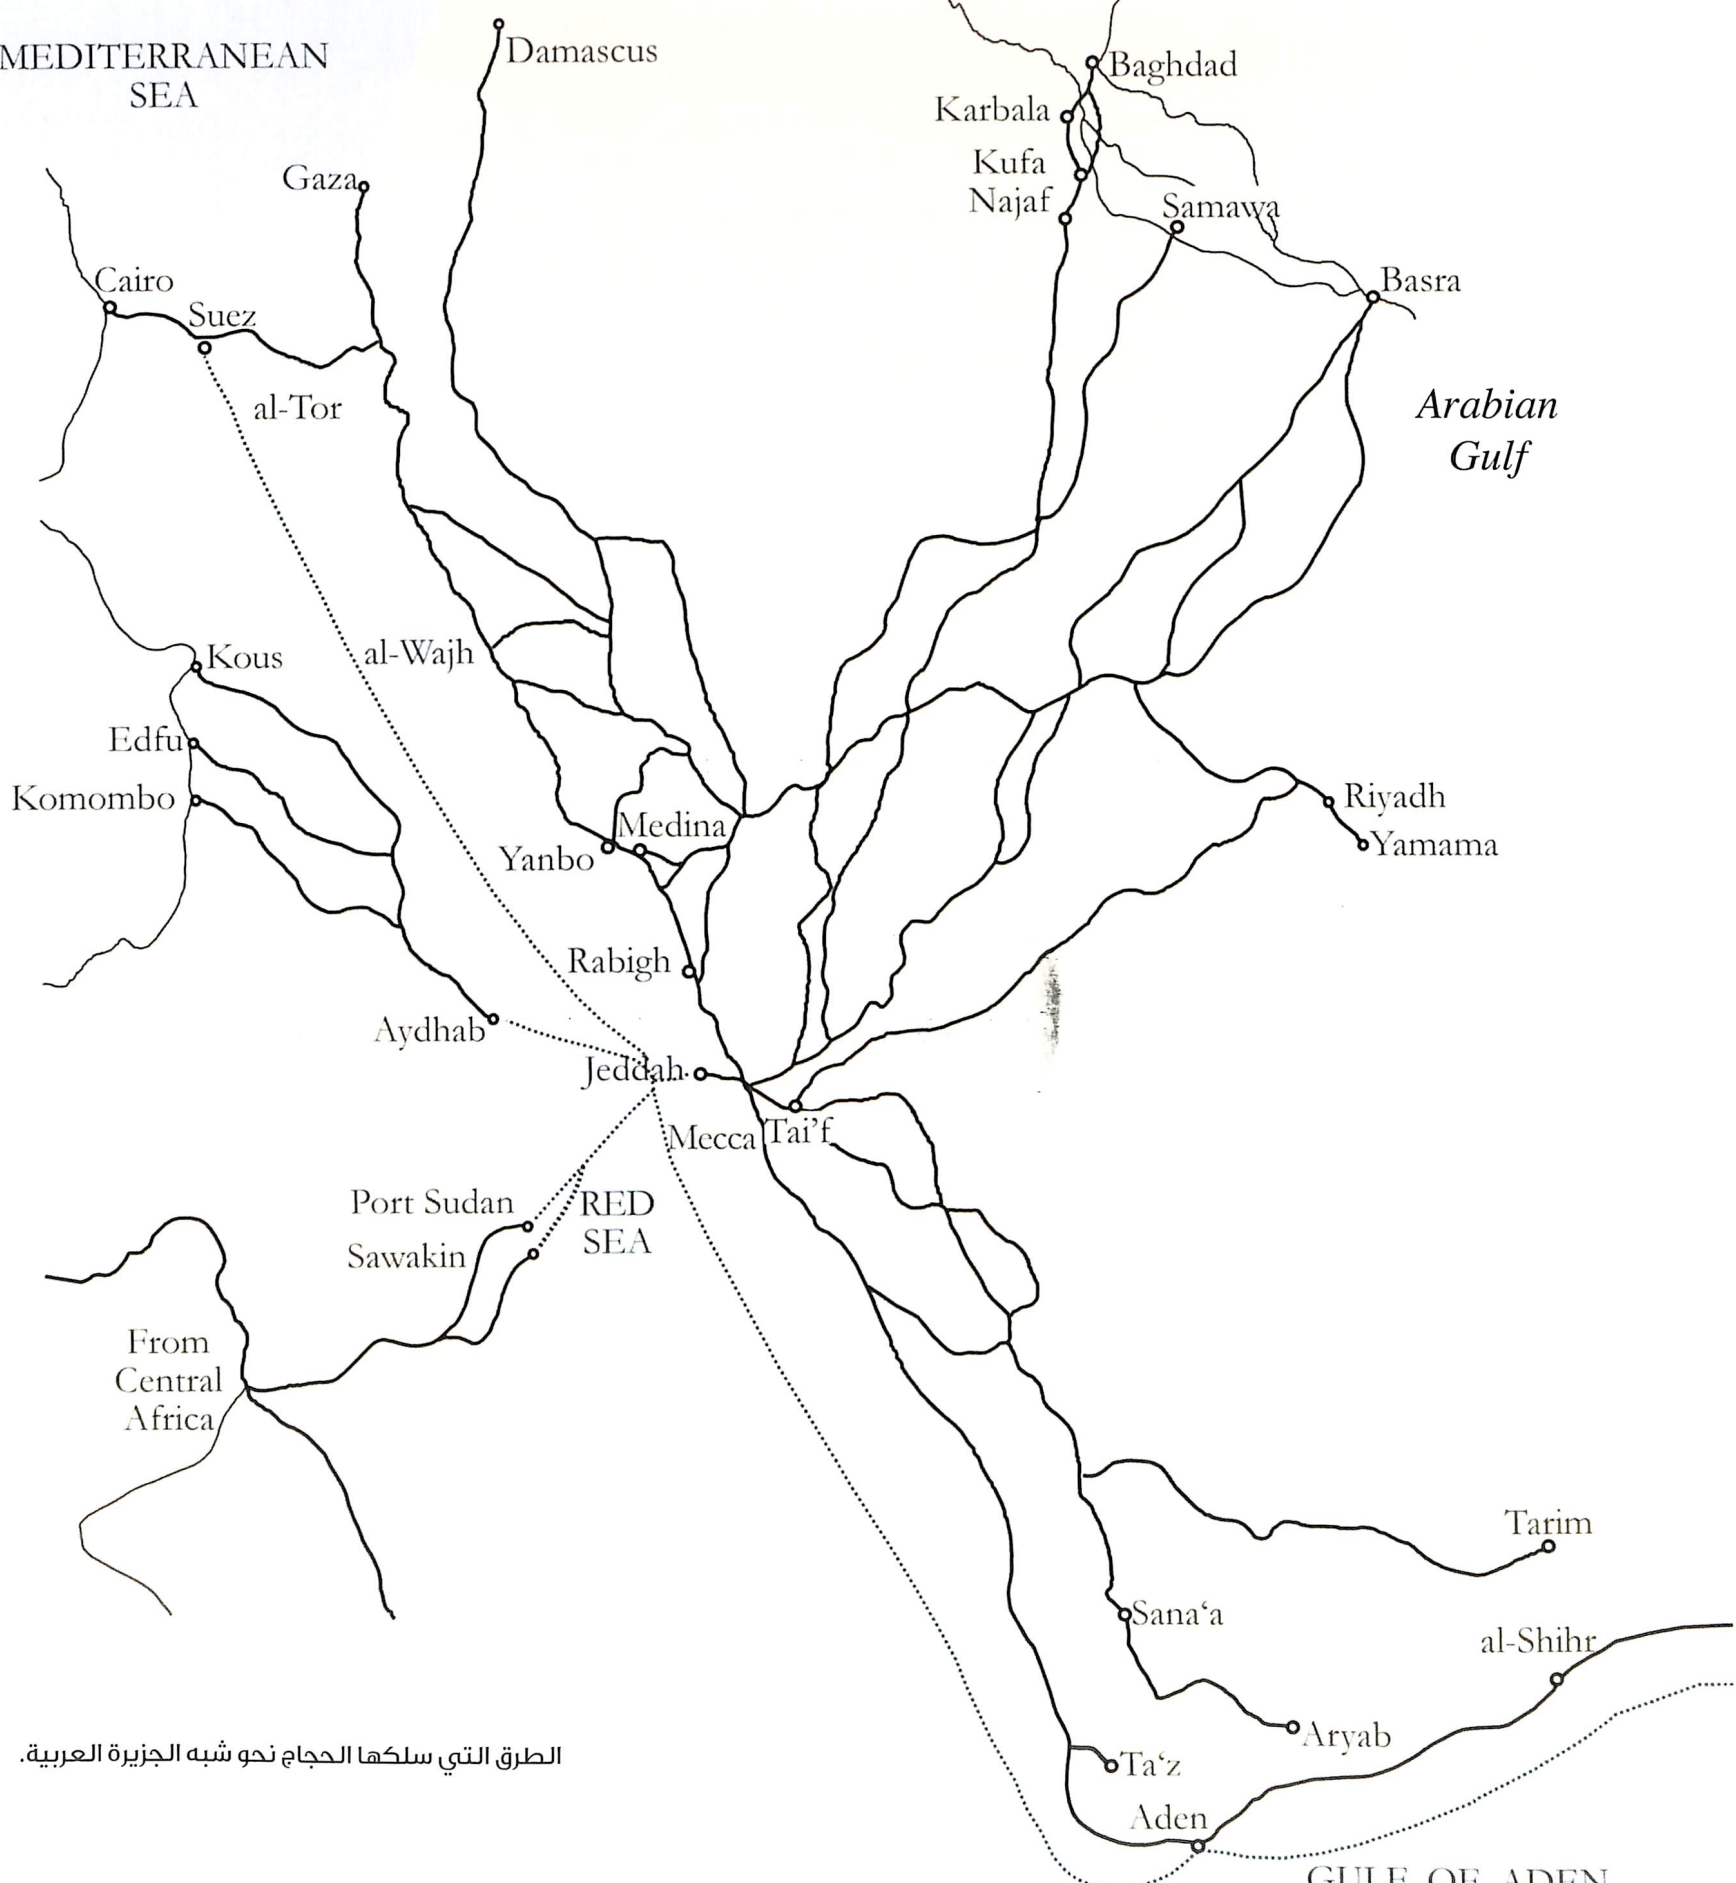 Damascus
MEDITERRANEAN
SEA
Baghdad
Karbala
Kufa
Najaf
Gaza
Samawa
Cairo
Suez
Basra
al-Tor
Arabian
Gulf
al-Wajh
Kous
Edfu
Komombo
Riyadh
Medina
Yanbo
Yamama
Rabigh
Aydhab
Jeddah
Mecca
Tai’f
Port Sudan
RED
SEA
Sawakin
From
Central
Africa
Tarim
Sana‘a
al-Shihr
Aryab
الطرق التي سلكها الحجاج نحو شبه الجزيرة العربية.
Ta‘z
Aden
GULF OF ADEN